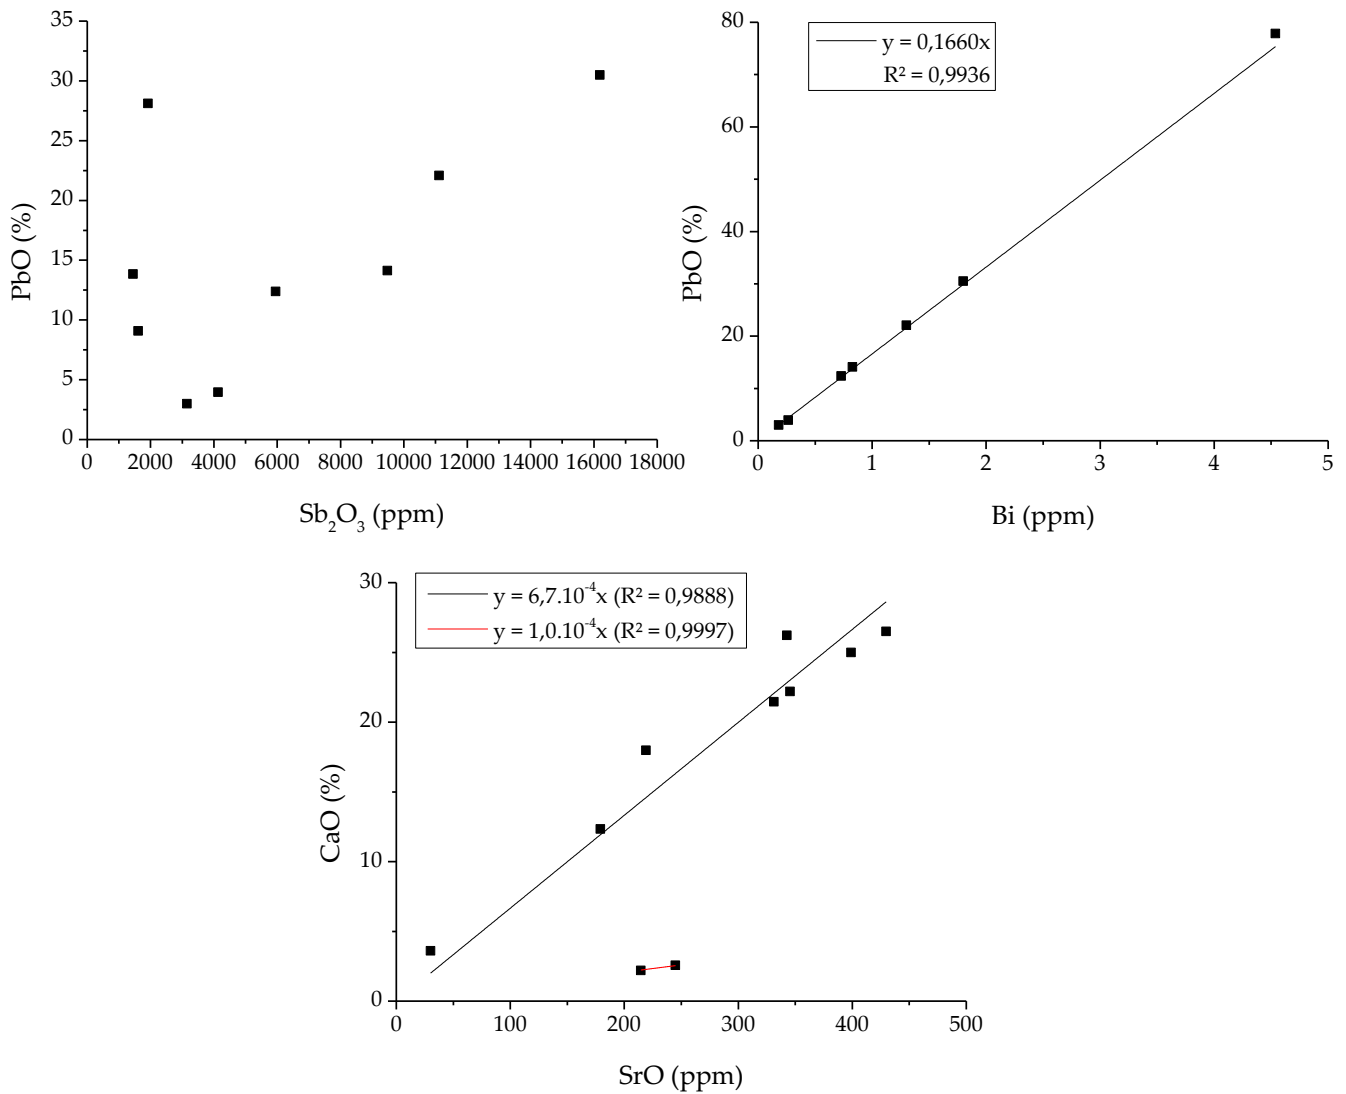 35
30
25
20
15
10
5
0
PbO (%)
0 2000 4000 6000 8000 10000 12000 14000 16000 18000
Sb₂O₃ (ppm)
y = 0,1660x
R² = 0,9936
80
60
40
20
0
PbO (%)
0 1 2 3 4 5
Bi (ppm)
y = 6,7.10⁻⁴x (R² = 0,9888)
y = 1,0.10⁻⁴x (R² = 0,9997)
30
20
10
0
CaO (%)
0 100 200 300 400 500
SrO (ppm)